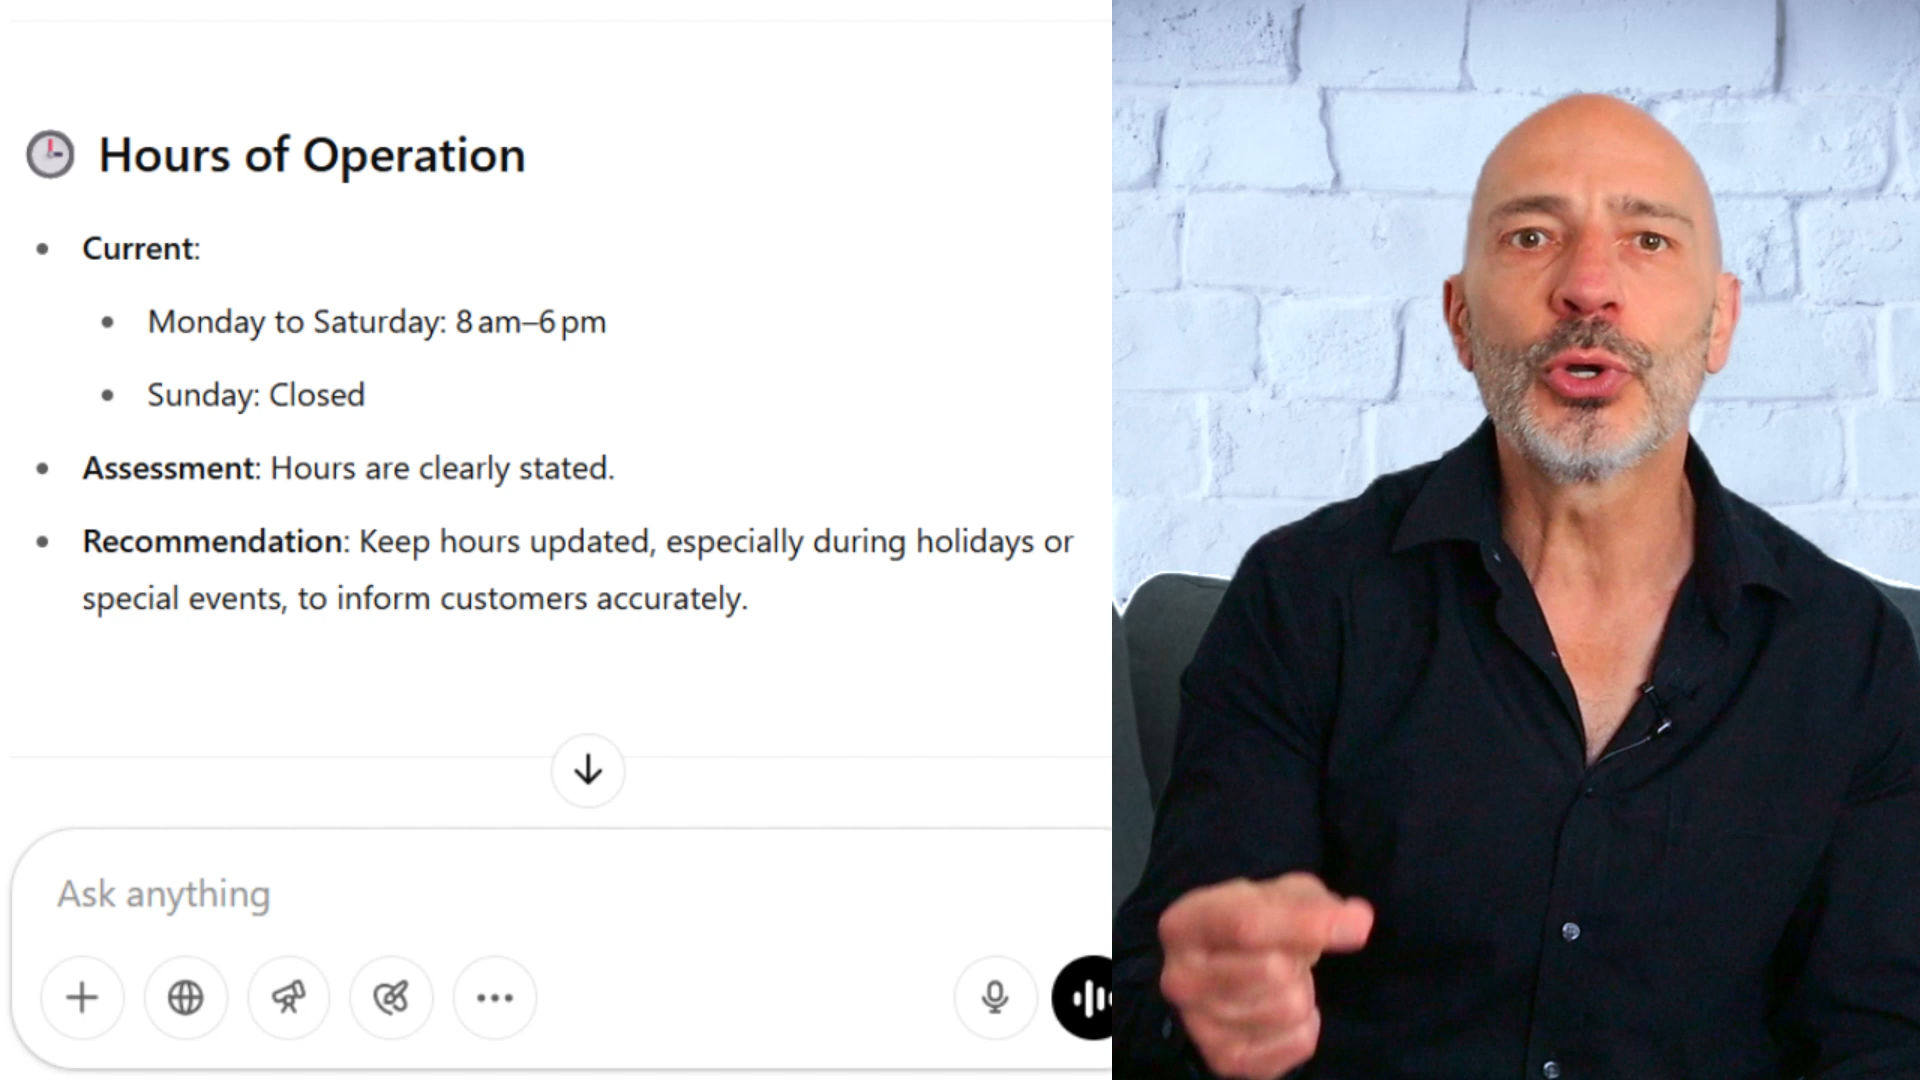 Hours of Operation
Current:
Monday to Saturday: 8 am–6 pm
Sunday: Closed
Assessment: Hours are clearly stated.
Recommendation: Keep hours updated, especially during holidays or
special events, to inform customers accurately.
Ask anything